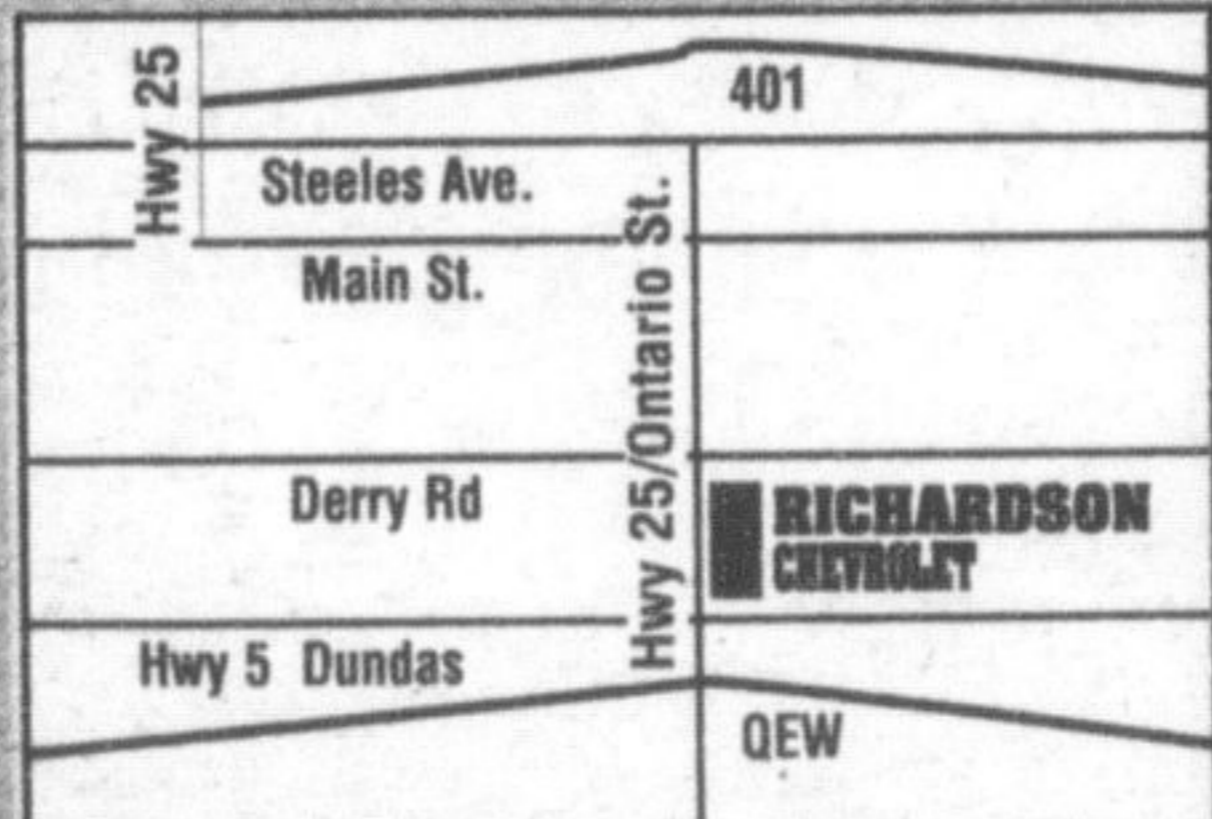 Hwy 25
401
Steeles Ave.
Main St.
Hwy 25/Ontario St.
Derry Rd
RICHARDSON
CHEVROLET
Hwy 5 Dundas
QEW